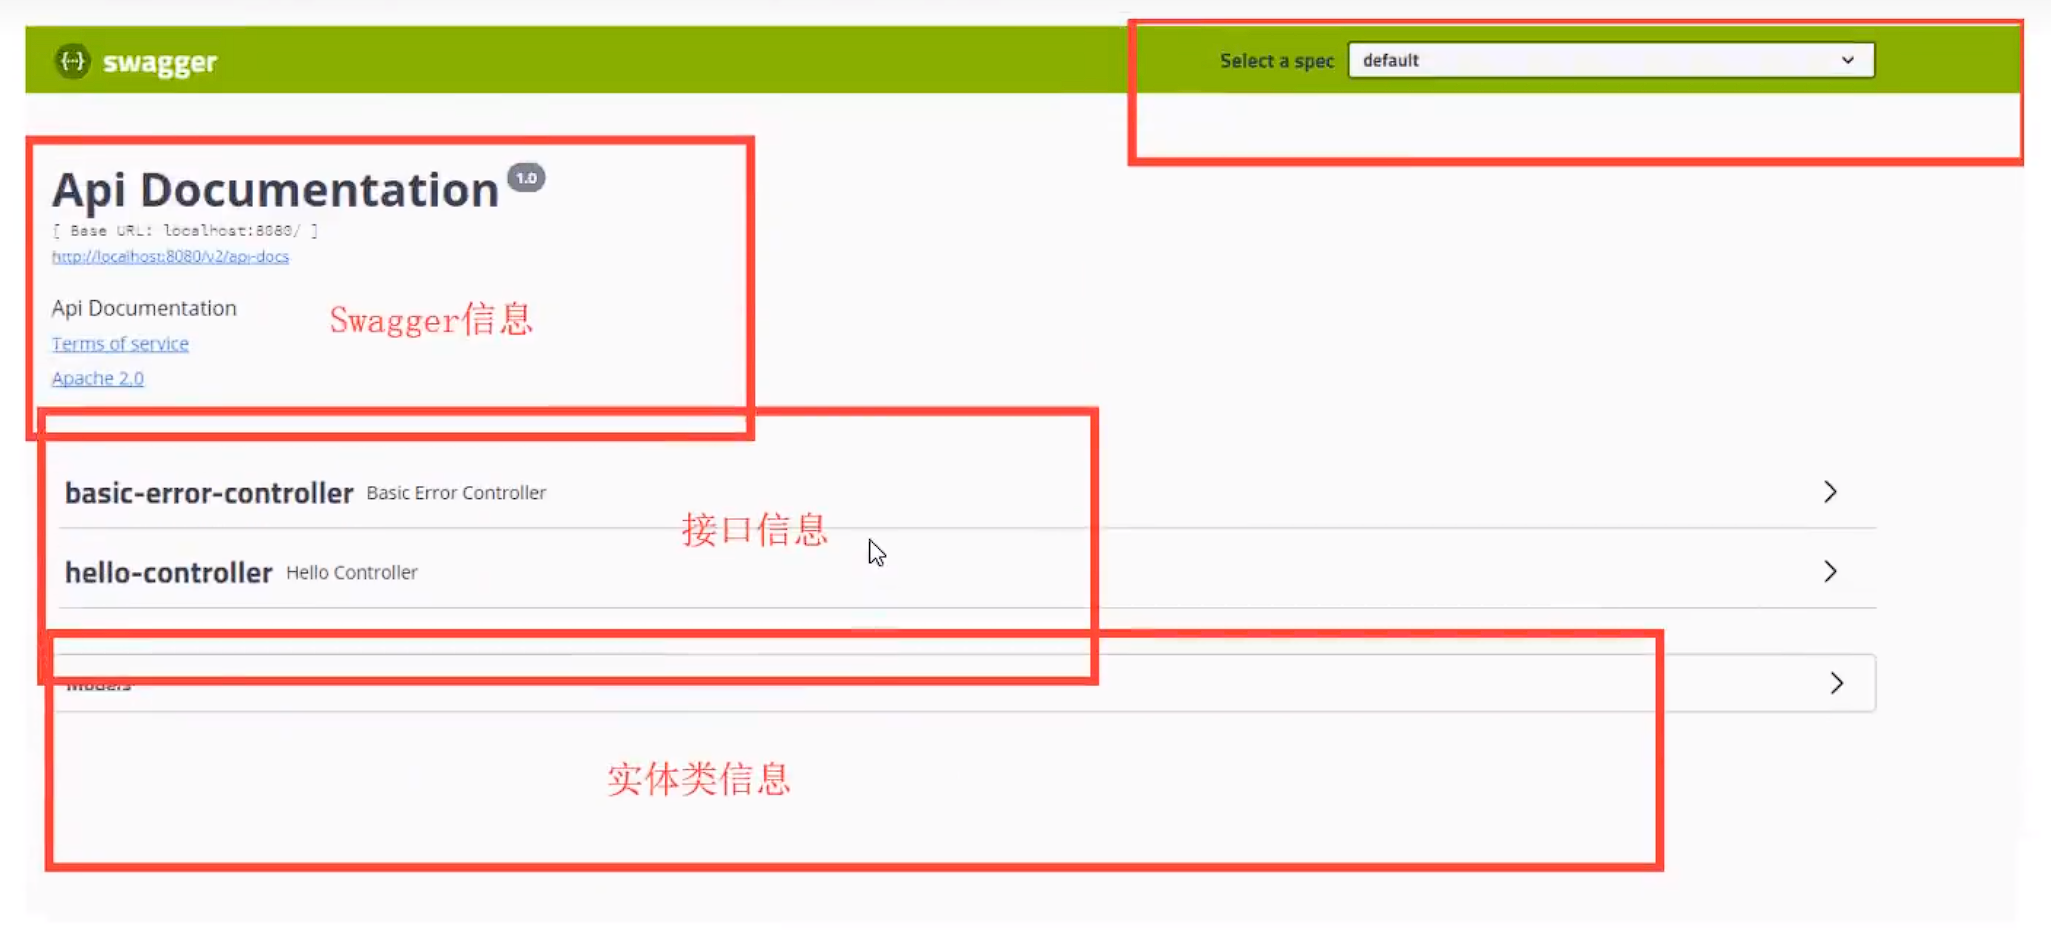 swagger
Select a spec
default
Api Documentation 1.0
[ Base URL: localhost:8080/ ]
http://localhost:8080/v2/api-docs
Api Documentation
Swagger信息
Terms of service
Apache 2.0
basic-error-controller Basic Error Controller
接口信息
hello-controller Hello Controller
Models
实体类信息